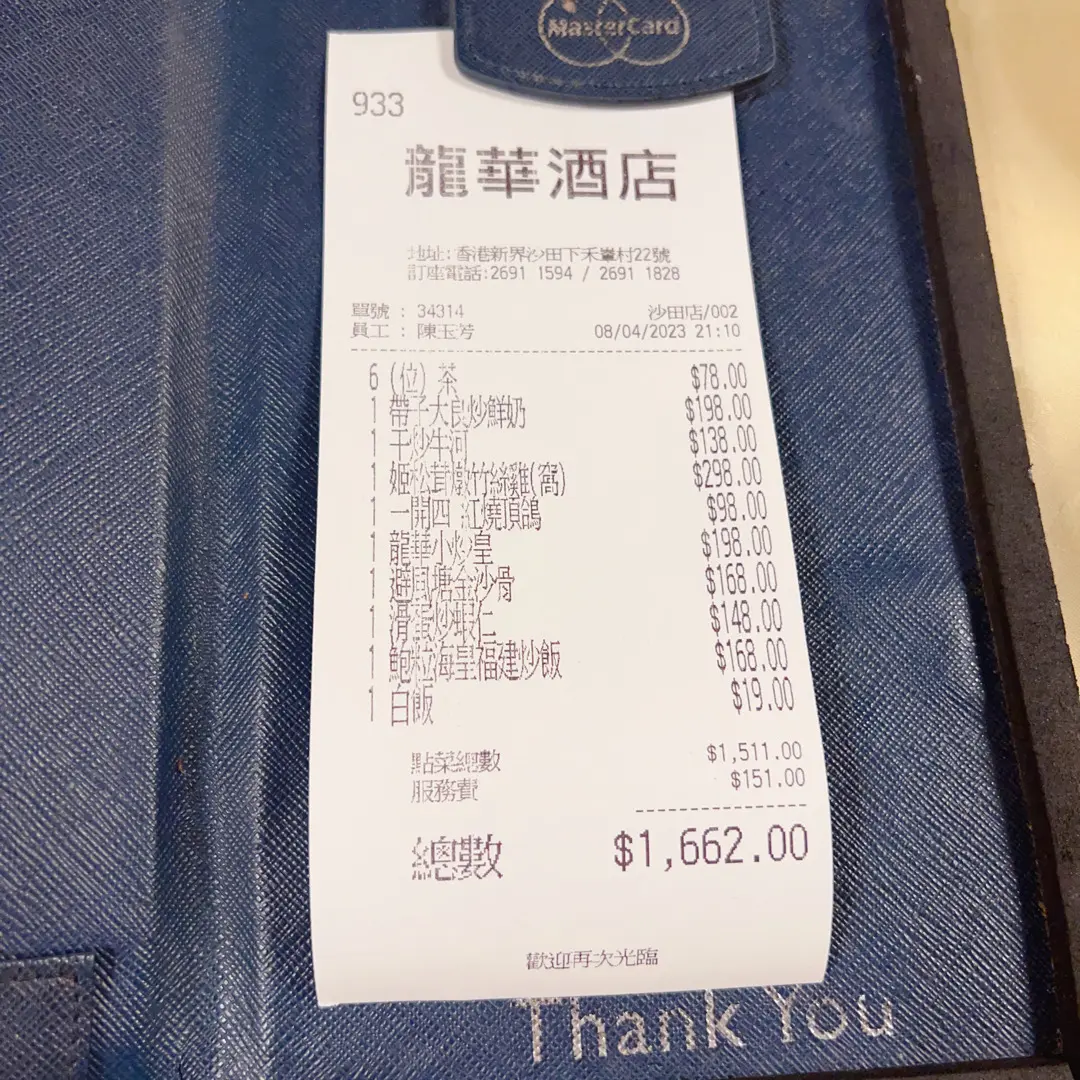 MasterCard
933
龍華酒店
地址:香港新界沙田下禾輋村22號
訂座電話:2691 1594 / 2691 1828
單號 : 34314 沙田店/002
員工 : 陳玉芳 08/04/2023 21:10
6 (位) 茶 $78.00
1 帶子大良炒鮮奶 $198.00
1 干炒牛河 $138.00
1 姬松茸燉竹絲雞(窩) $298.00
1 一開四 紅燒頂鴿 $98.00
1 龍華小炒皇 $198.00
1 避風塘金沙骨 $168.00
1 滑蛋炒蝦仁 $148.00
1 鮑粒海皇福建炒飯 $168.00
1 白飯 $19.00
點菜總數 $1,511.00
服務費 $151.00
總數 $1,662.00
歡迎再次光臨
Thank You